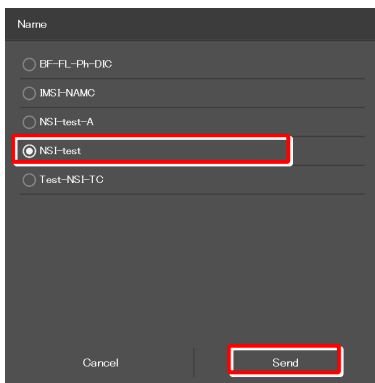 Name
BF-FL-Ph-DIC
IMSI-NAMC
NSI-test-A
NSI-test
Test-NSI-TC
Cancel Send